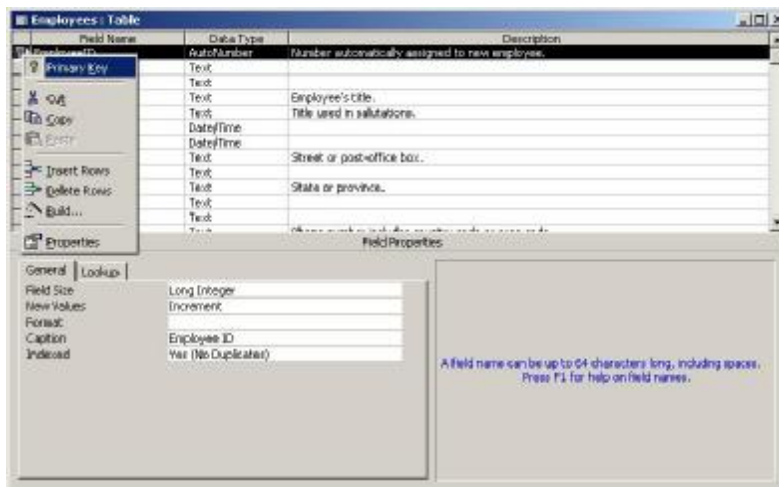 Employees : Table
Field Name Data Type Description
EmployeeID AutoNumber Number automatically assigned to new employee.
Primary Key Text
Text
Cut Text Employee's title.
Copy Text Title used in salutations.
Date/Time
Paste Date/Time
Text Street or post-office box.
Insert Rows Text
Delete Rows Text State or province.
Build... Text
Text
Properties
Field Properties
General Lookup
Field Size Long Integer
New Values Increment
Format
Caption Employee ID
Indexed Yes (No Duplicates)
A field name can be up to 64 characters long, including spaces.
Press F1 for help on field names.